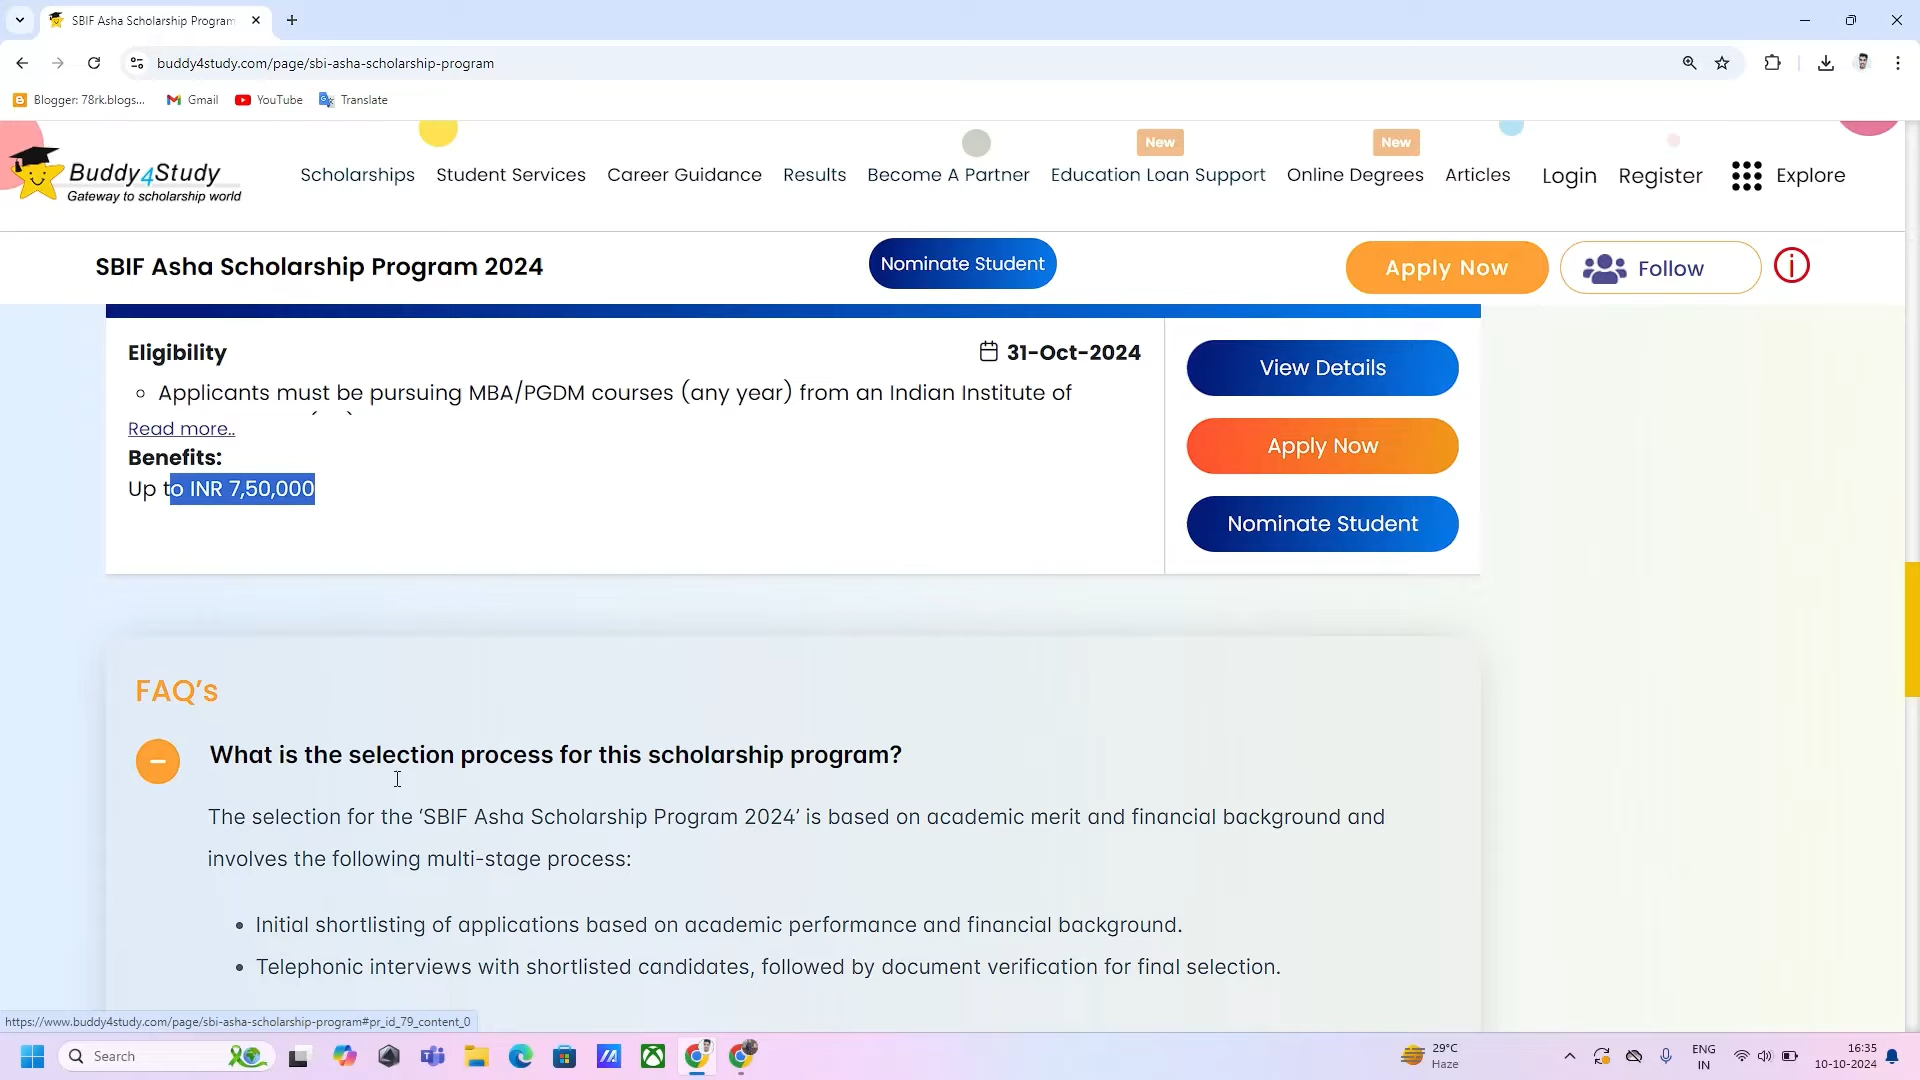 SBIF Asha Scholarship Program
buddy4study.com/page/sbi-asha-scholarship-program
Blogger: 78rk.blogs...
Gmail
YouTube
Translate
Buddy4Study
Gateway to scholarship world
Scholarships
Student Services
Career Guidance
Results
Become A Partner
New
Education Loan Support
New
Online Degrees
Articles
Login
Register
Explore
SBIF Asha Scholarship Program 2024
Nominate Student
Apply Now
Follow
Eligibility
31-Oct-2024
Applicants must be pursuing MBA/PGDM courses (any year) from an Indian Institute of
Read more..
Benefits:
Up to INR 7,50,000
View Details
Apply Now
Nominate Student
FAQ's
What is the selection process for this scholarship program?
The selection for the ‘SBIF Asha Scholarship Program 2024’ is based on academic merit and financial background and
involves the following multi-stage process:
Initial shortlisting of applications based on academic performance and financial background.
Telephonic interviews with shortlisted candidates, followed by document verification for final selection.
https://www.buddy4study.com/page/sbi-asha-scholarship-program#pr_id_79_content_0
Search
29°C
Haze
ENG
IN
16:35
10-10-2024